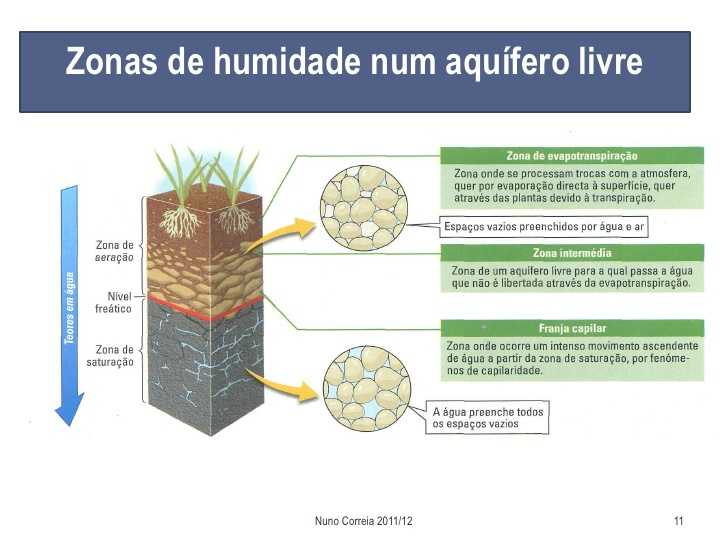 Zonas de humidade num aquífero livre
Zona de evapotranspiração
Zona onde se processam trocas com a atmosfera,
quer por evaporação directa à superfície, quer
através das plantas devido à transpiração.
Espaços vazios preenchidos por água e ar
Zona de
aeração
Zona intermédia
Zona de um aquífero livre para a qual passa a água
que não é libertada através da evapotranspiração.
Teores em água
Nível
freático
Franja capilar
Zona onde ocorre um intenso movimento ascendente
de água a partir da zona de saturação, por fenóme-
nos de capilaridade.
Zona de
saturação
A água preenche todos
os espaços vazios
Nuno Correia 2011/12
11